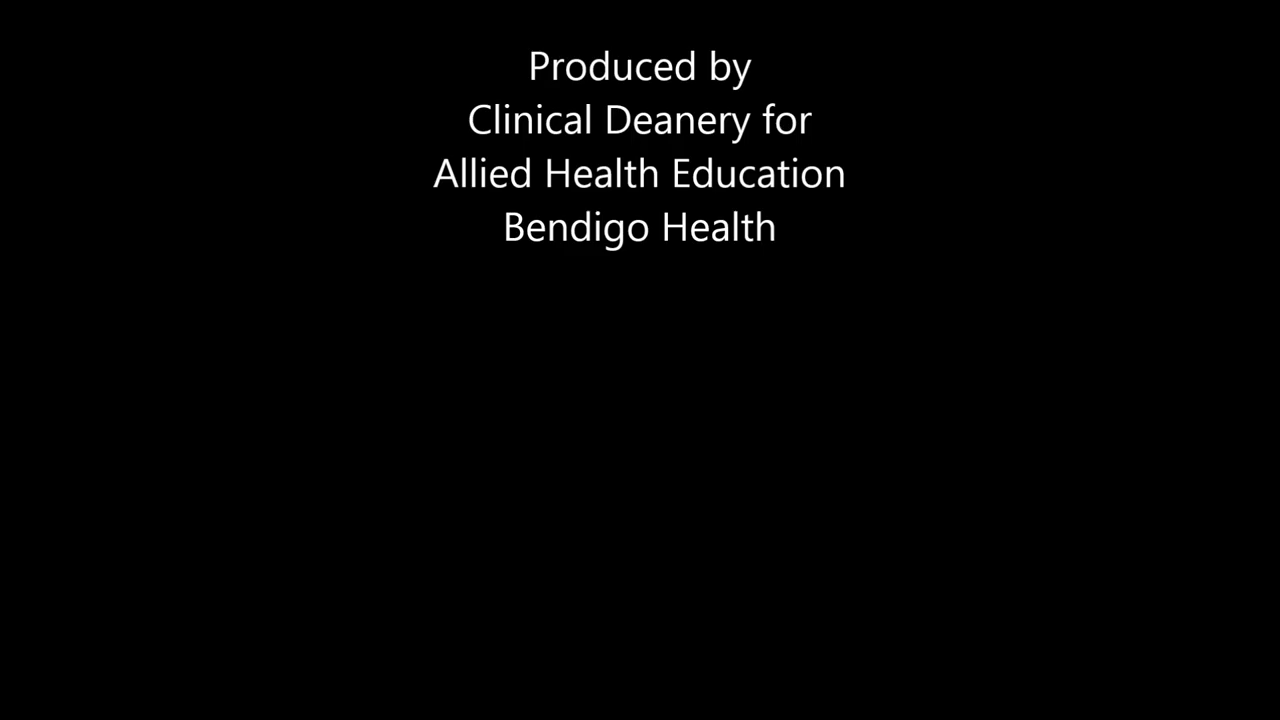 Produced by
Clinical Deanery for
Allied Health Education
Bendigo Health